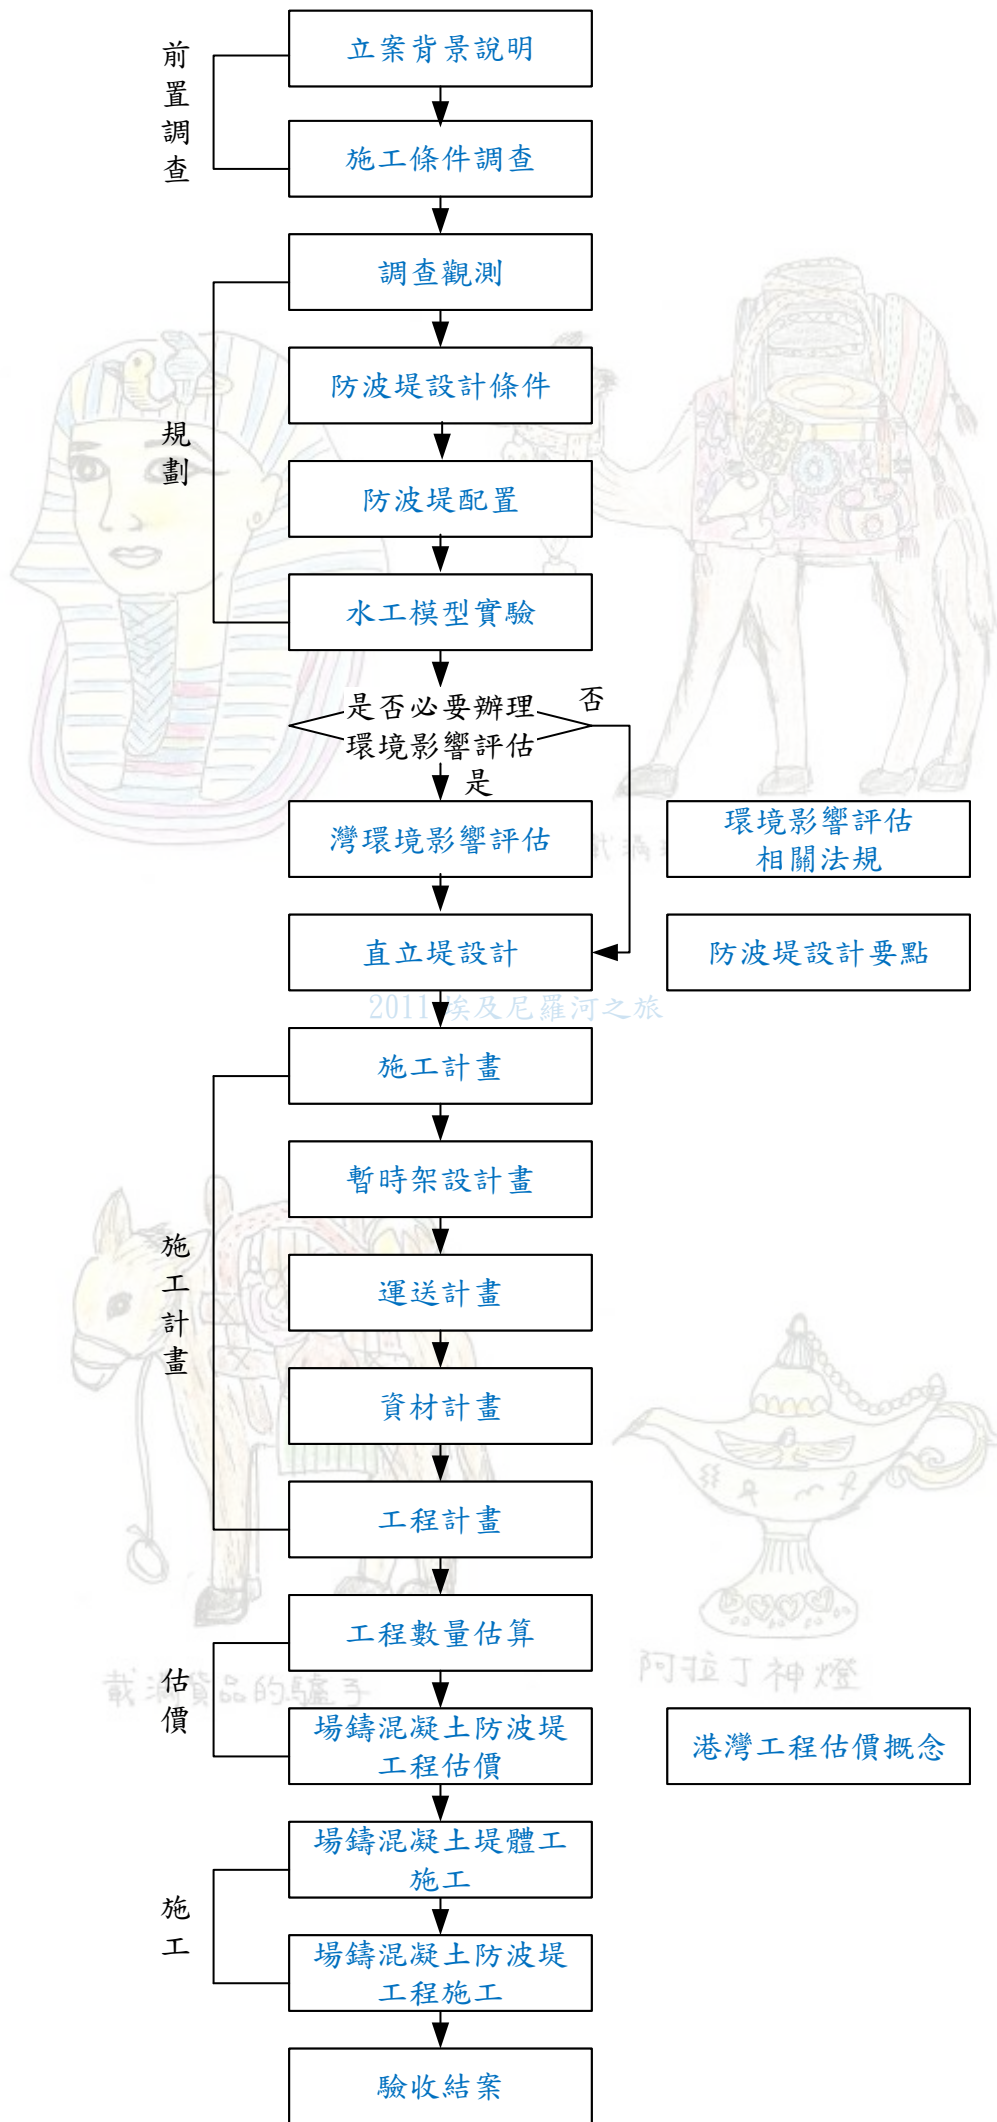 前置調查
立案背景說明
施工條件調查
規劃
調查觀測
防波堤設計條件
防波堤配置
水工模型實驗
是否必要辦理
環境影響評估
否
是
灣環境影響評估
環境影響評估
相關法規
載滿
直立堤設計
防波堤設計要點
2011埃及尼羅河之旅
施工計畫
施工計畫
暫時架設計畫
運送計畫
資材計畫
工程計畫
估價
工程數量估算
載滿貨品的驢子
阿拉丁神燈
場鑄混凝土防波堤
工程估價
港灣工程估價概念
施工
場鑄混凝土堤體工
施工
場鑄混凝土防波堤
工程施工
驗收結案